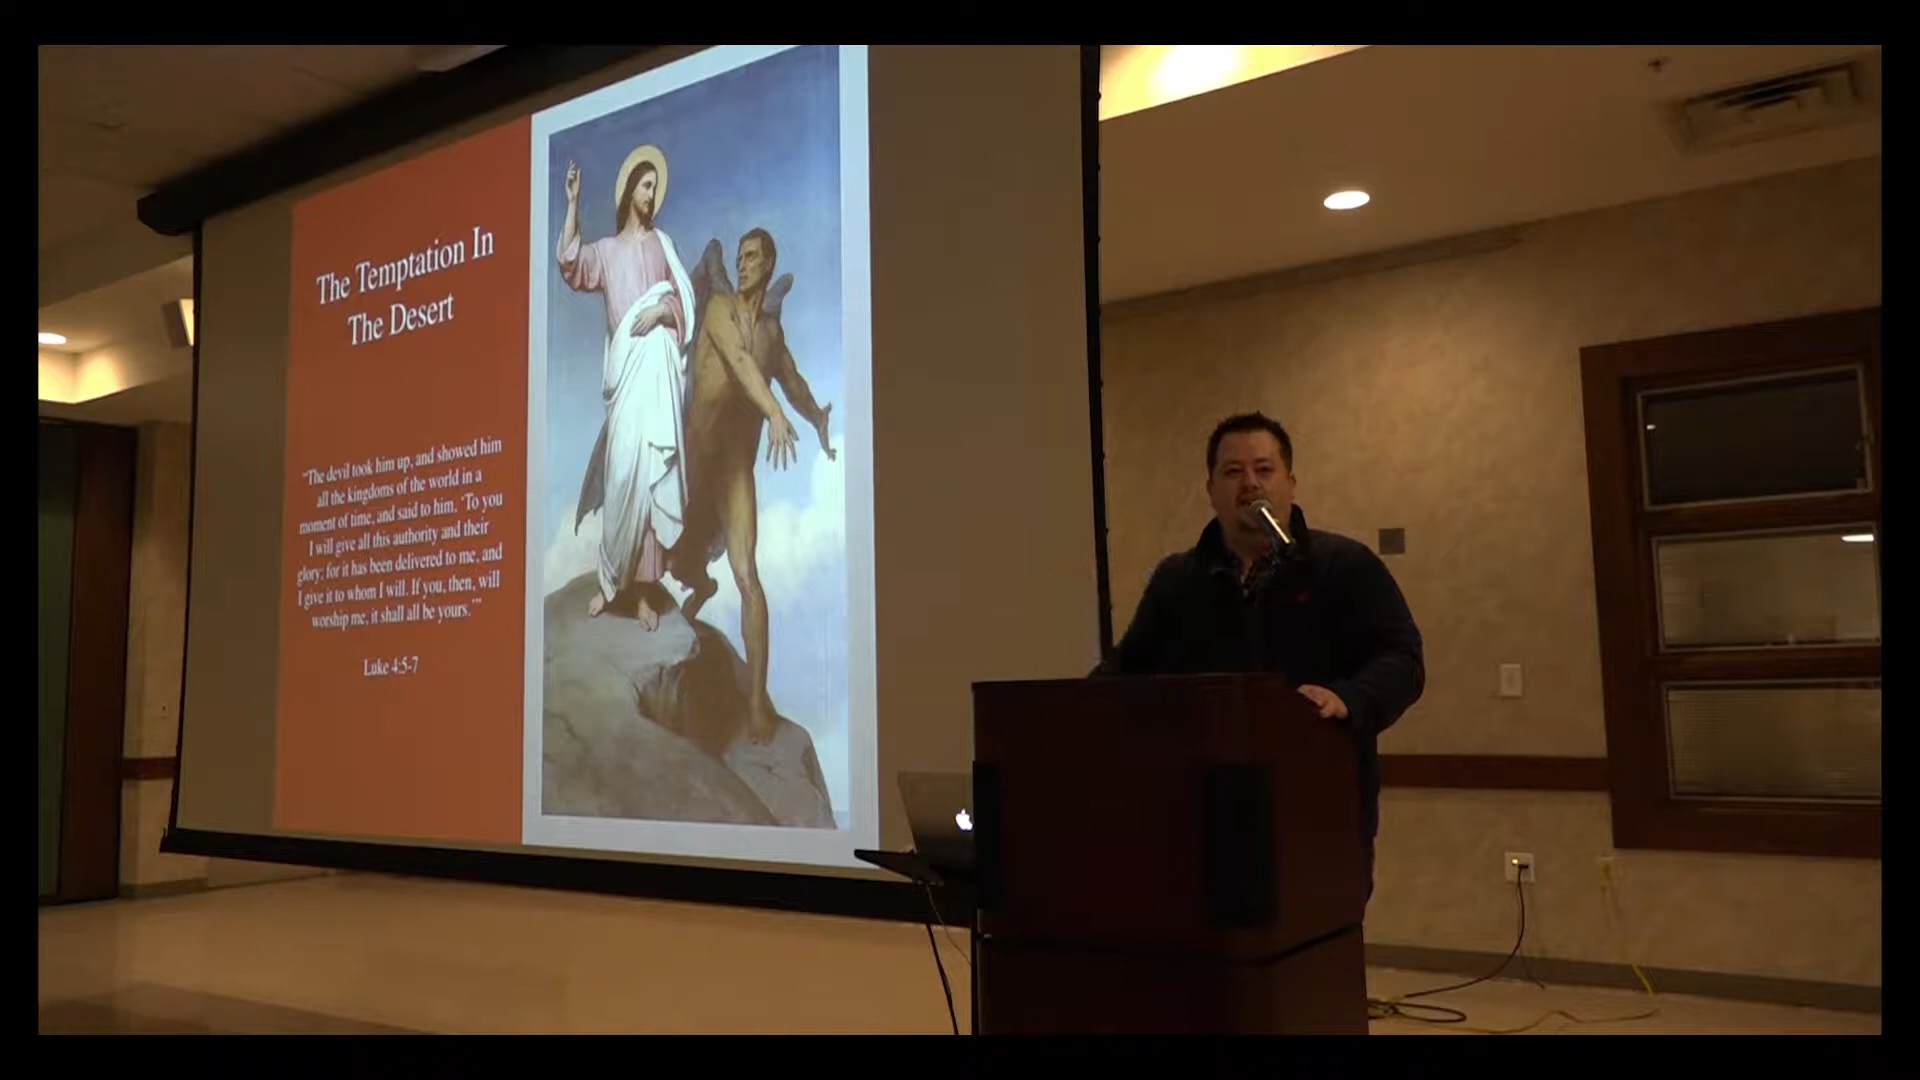 The Temptation In
The Desert
“The devil took him up, and showed him
all the kingdoms of the world in a
moment of time, and said to him, ‘To you
I will give all this authority and their
glory; for it has been delivered to me, and
I give it to whom I will. If you, then, will
worship me, it shall all be yours.’”
Luke 4:5-7